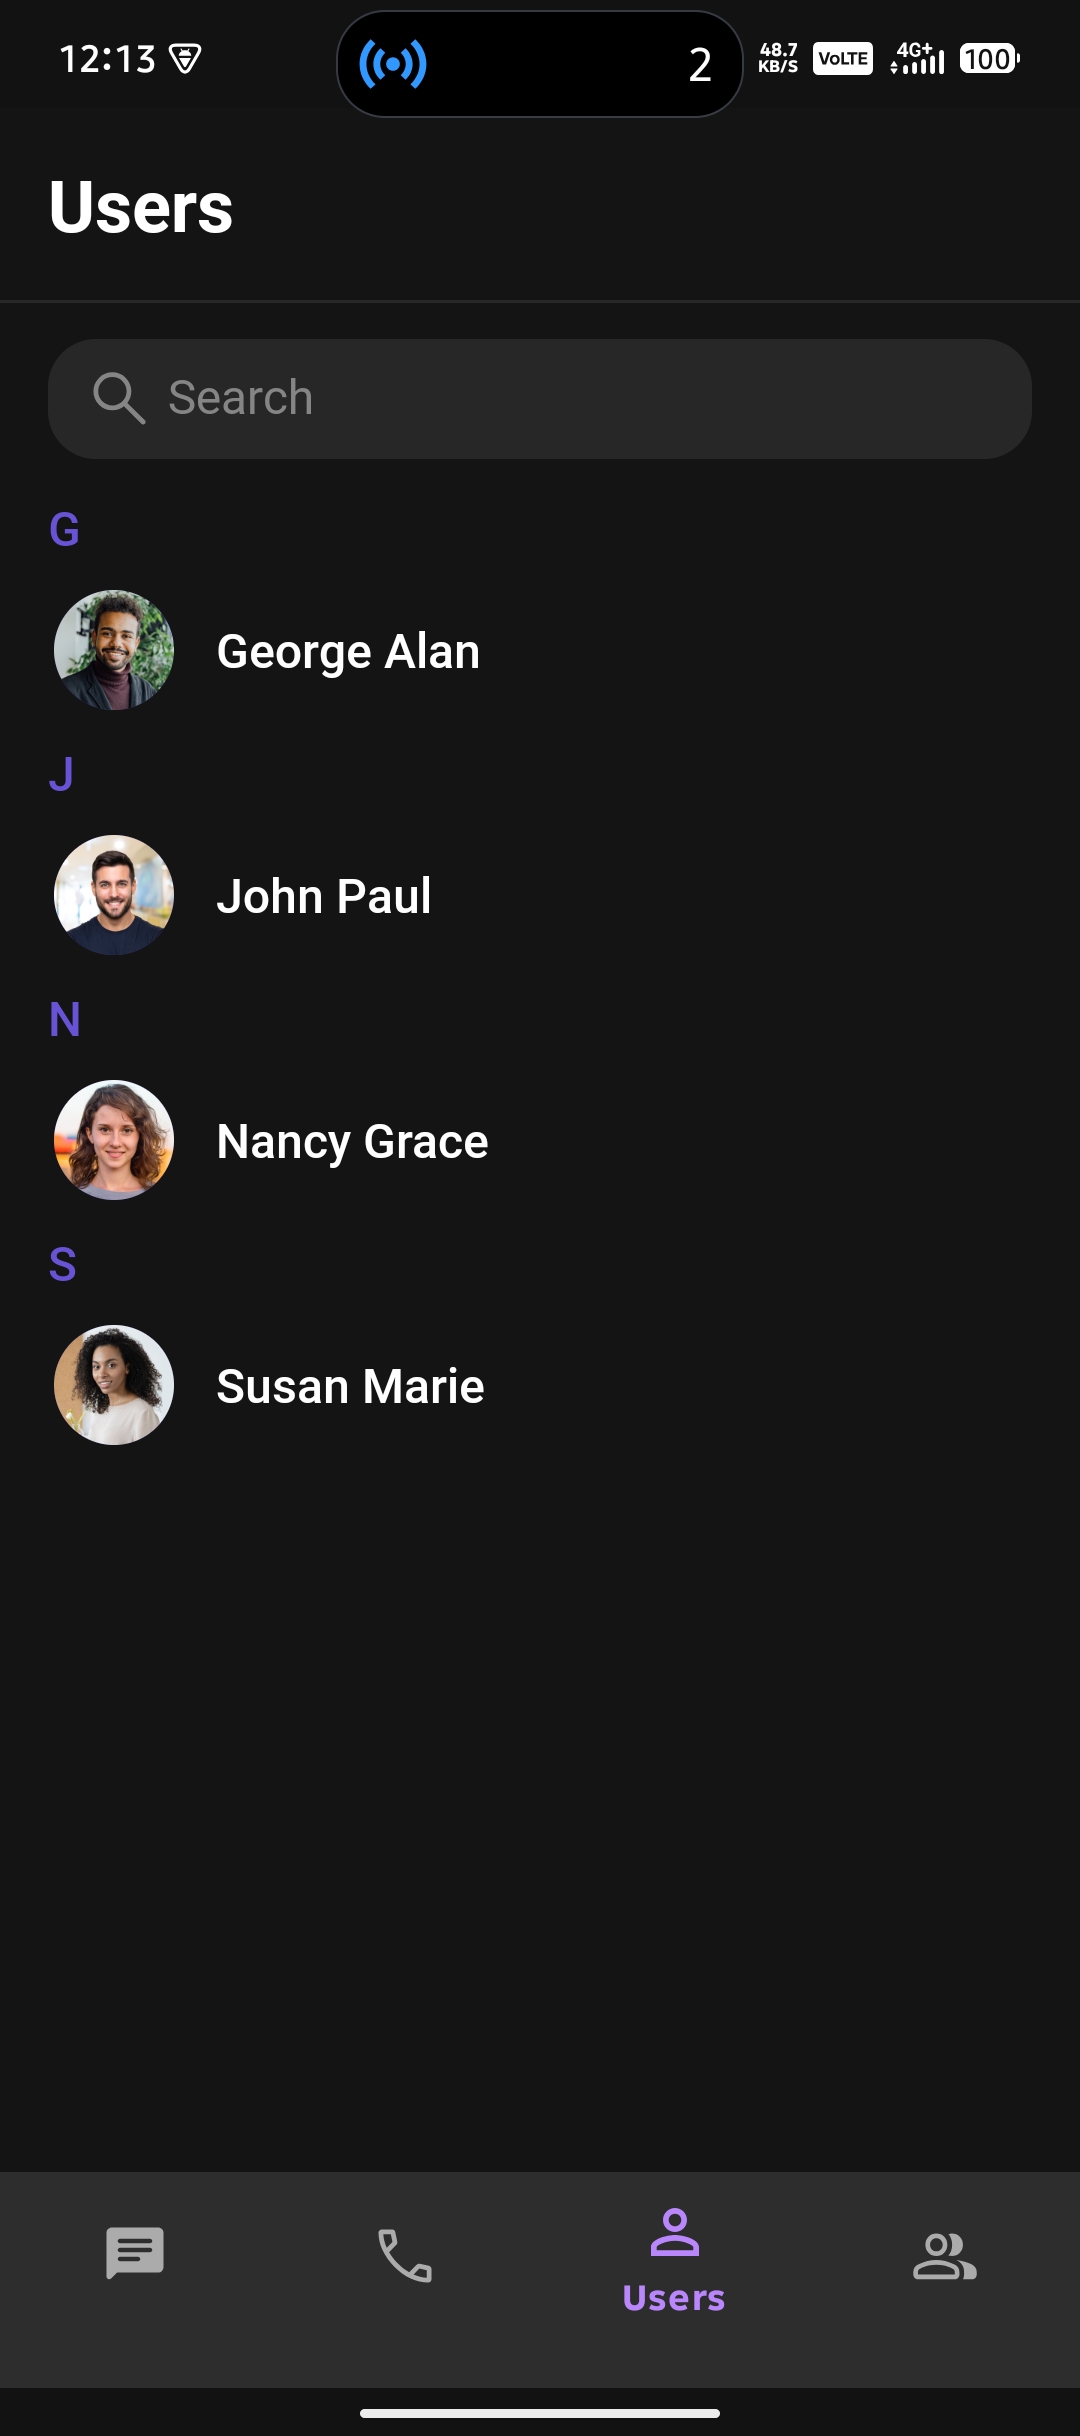 12:13
2
48.7
KB/S
VoLTE
4G+
100
Users
Search
G
George Alan
J
John Paul
N
Nancy Grace
S
Susan Marie
Users